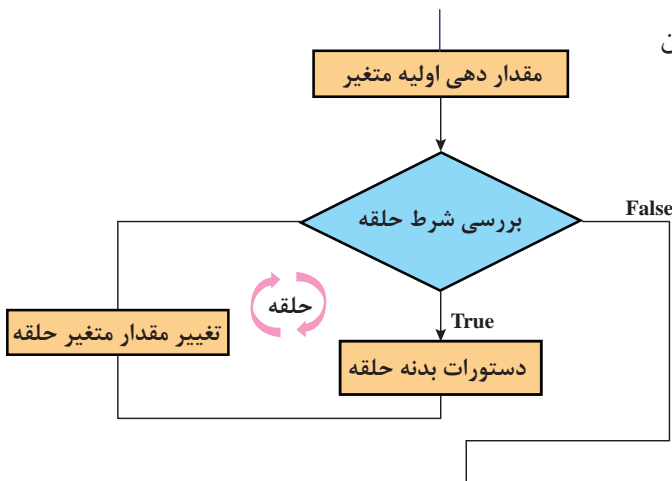 ن
مقدار دهی اولیه متغیر
بررسی شرط حلقه
False
حلقه
True
تغییر مقدار متغیر حلقه
دستورات بدنه حلقه